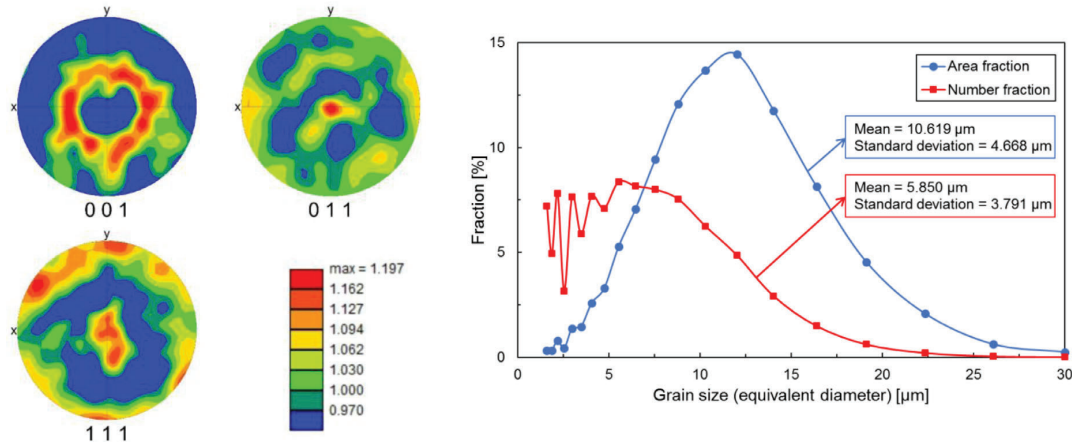 y
x
0 0 1
y
x
0 1 1
y
x
1 1 1
max = 1.197
1.162
1.127
1.094
1.062
1.030
1.000
0.970
15
10
5
0
Fraction [%]
Area fraction
Number fraction
Mean = 10.619 µm
Standard deviation = 4.668 µm
Mean = 5.850 µm
Standard deviation = 3.791 µm
0 5 10 15 20 25 30
Grain size (equivalent diameter) [µm]